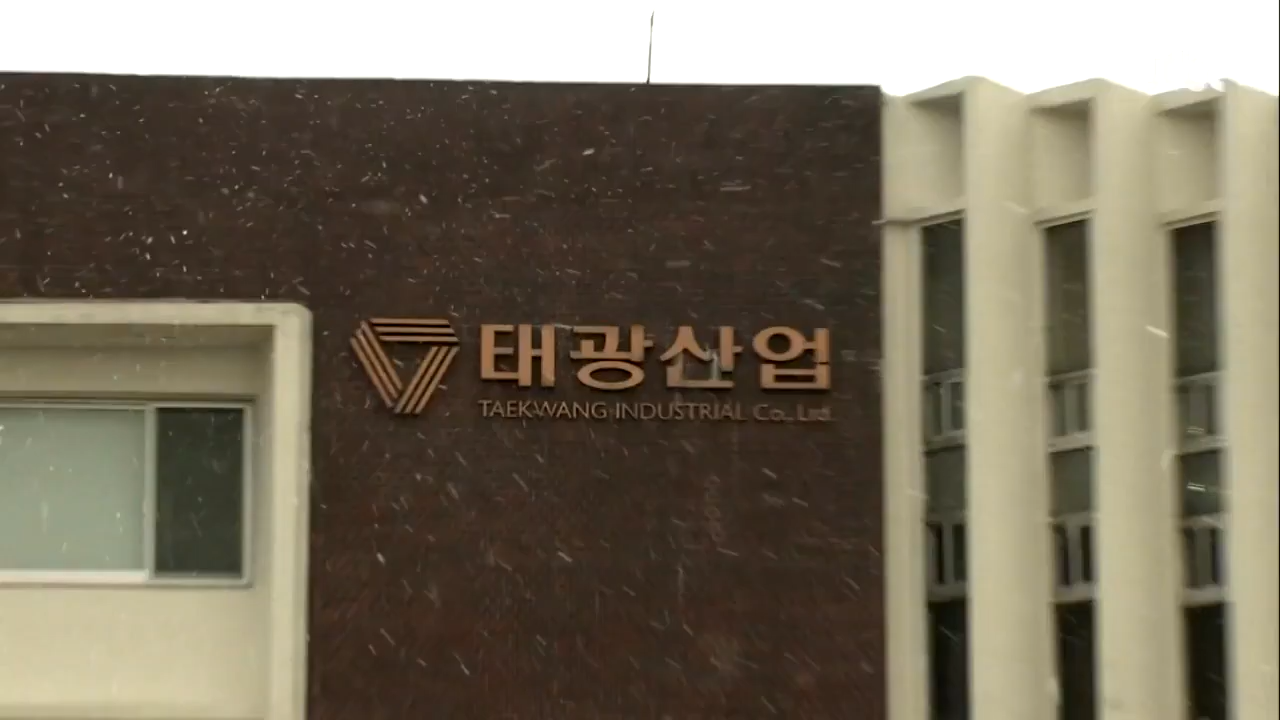 태광산업
TAEKWANG INDUSTRIAL Co., Ltd.